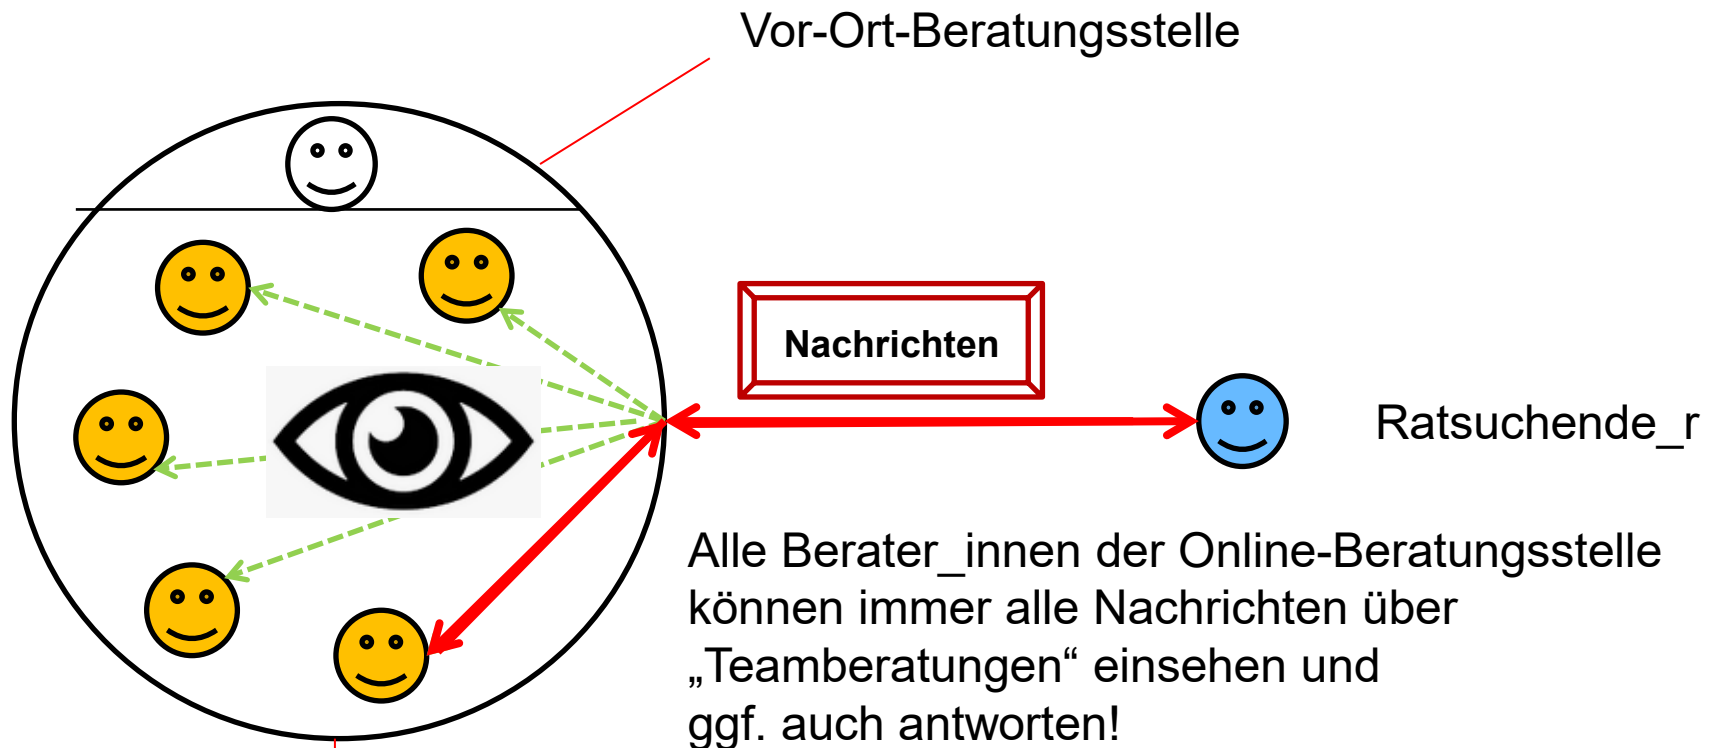 Vor-Ort-Beratungsstelle
Nachrichten
Ratsuchende_r
Alle Berater_innen der Online-Beratungsstelle
können immer alle Nachrichten über
„Teamberatungen“ einsehen und
ggf. auch antworten!